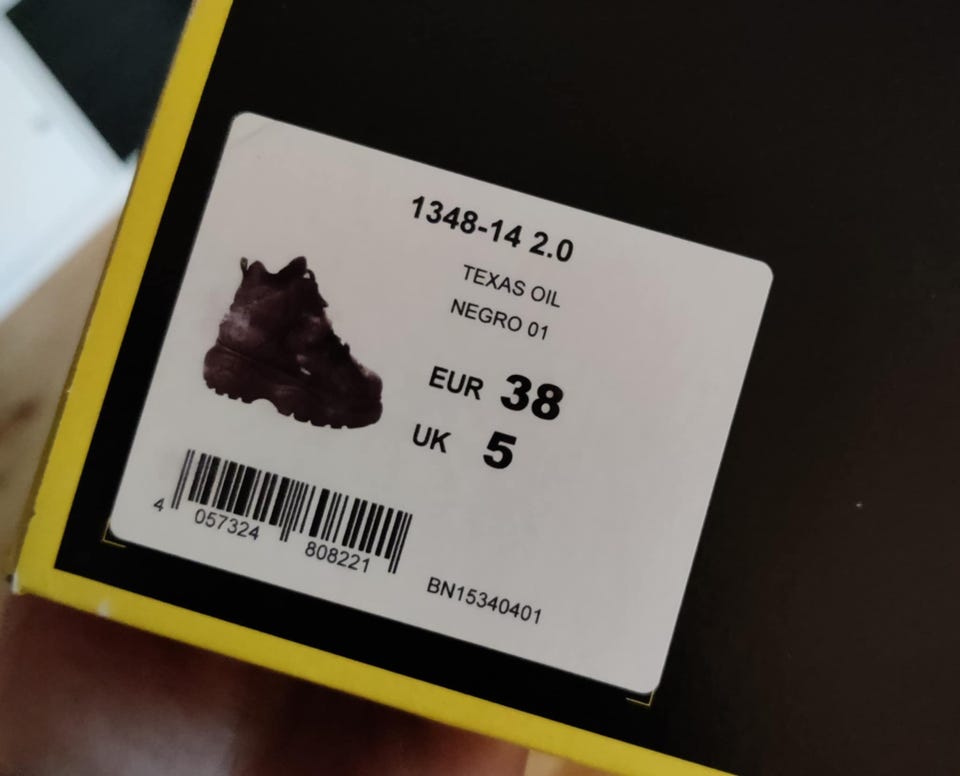 1348-14 2.0
TEXAS OIL
NEGRO 01
EUR 38
UK 5
4 057324 808221
BN15340401